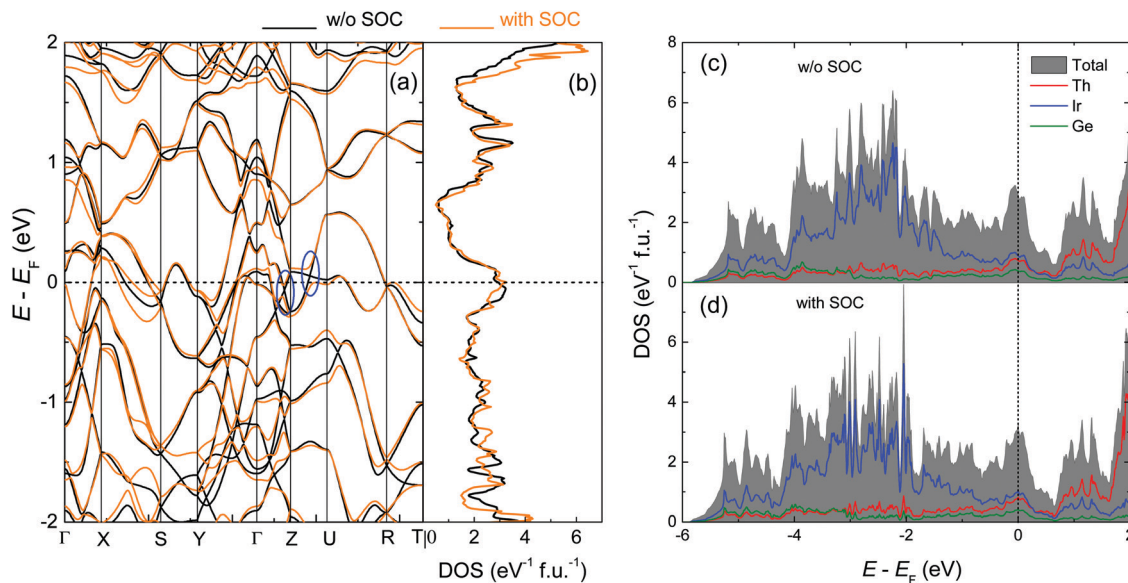 w/o SOC
with SOC
(a)
(b)
2
1
0
-1
-2
E - E_F (eV)
Γ X S Y Γ Z U R T
0 2 4 6
DOS (eV⁻¹ f.u.⁻¹)
(c)
w/o SOC
Total
Th
Ir
Ge
8
6
4
2
0
(d)
with SOC
6
4
2
0
DOS (eV⁻¹ f.u.⁻¹)
-6 -4 -2 0 2
E - E_F (eV)